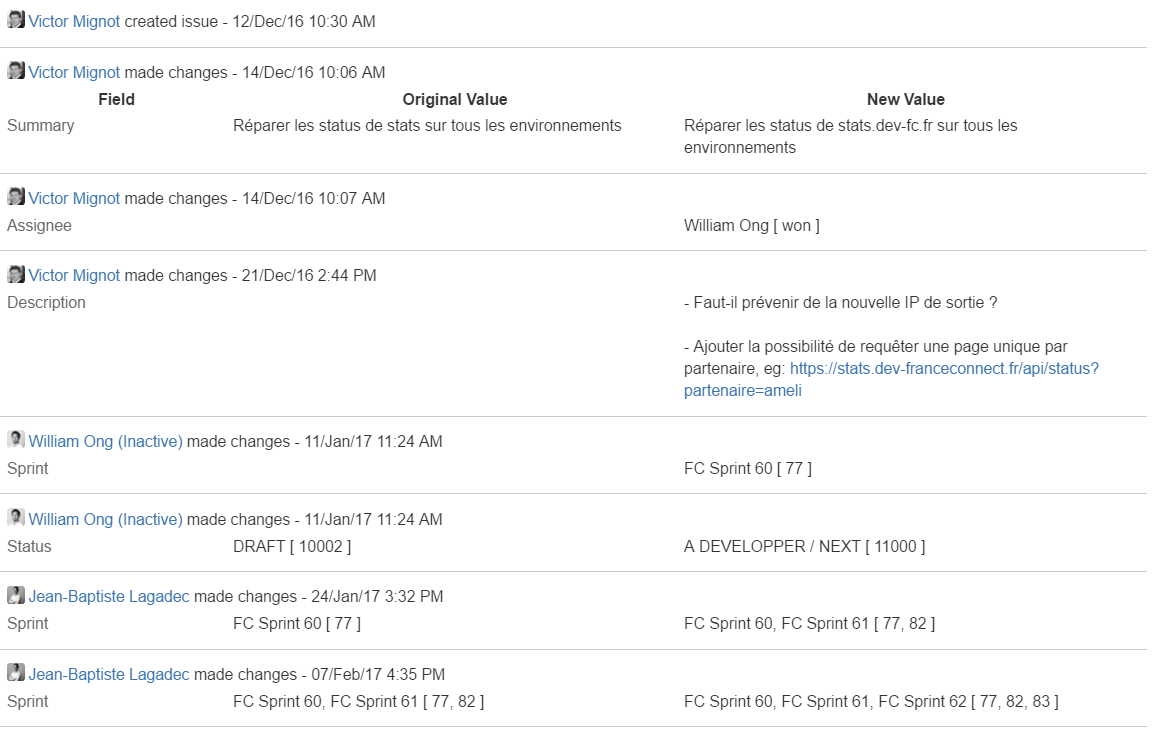 Victor Mignot created issue - 12/Dec/16 10:30 AM
Victor Mignot made changes - 14/Dec/16 10:06 AM
Field Original Value New Value
Summary Réparer les status de stats sur tous les environnements Réparer les status de stats.dev-fc.fr sur tous les
environnements
Victor Mignot made changes - 14/Dec/16 10:07 AM
Assignee William Ong [ won ]
Victor Mignot made changes - 21/Dec/16 2:44 PM
Description - Faut-il prévenir de la nouvelle IP de sortie ?
- Ajouter la possibilité de requêter une page unique par
partenaire, eg: https://stats.dev-franceconnect.fr/api/status?
partenaire=ameli
William Ong (Inactive) made changes - 11/Jan/17 11:24 AM
Sprint FC Sprint 60 [ 77 ]
William Ong (Inactive) made changes - 11/Jan/17 11:24 AM
Status DRAFT [ 10002 ] A DEVELOPPER / NEXT [ 11000 ]
Jean-Baptiste Lagadec made changes - 24/Jan/17 3:32 PM
Sprint FC Sprint 60 [ 77 ] FC Sprint 60, FC Sprint 61 [ 77, 82 ]
Jean-Baptiste Lagadec made changes - 07/Feb/17 4:35 PM
Sprint FC Sprint 60, FC Sprint 61 [ 77, 82 ] FC Sprint 60, FC Sprint 61, FC Sprint 62 [ 77, 82, 83 ]